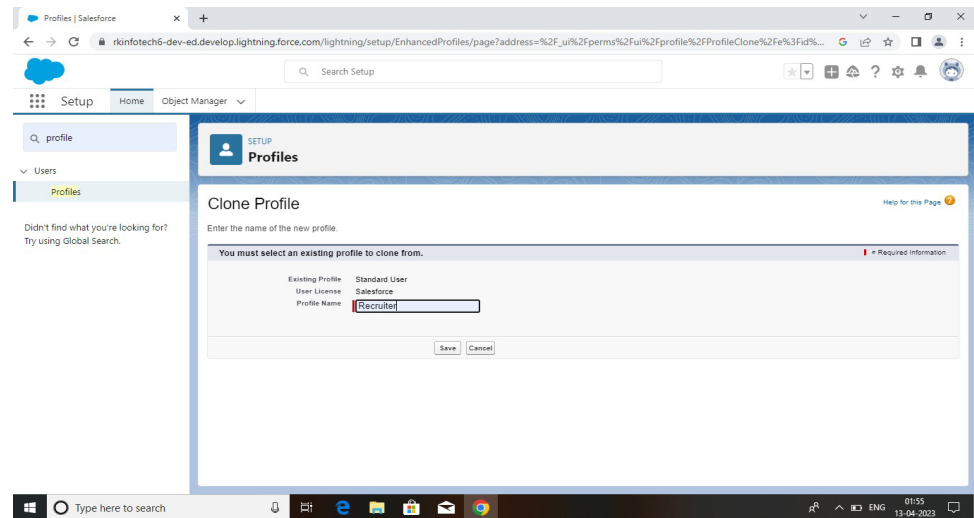 Profiles | Salesforce
rkinfotech6-dev-ed.develop.lightning.force.com/lightning/setup/EnhancedProfiles/page?address=%2F_ui%2Fperms%2Fui%2Fprofile%2FProfileClone%2Fe%3Fid%...
Search Setup
Setup Home Object Manager
profile
Users
Profiles
Didn't find what you're looking for?
Try using Global Search.
SETUP
Profiles
Clone Profile
Help for this Page
Enter the name of the new profile.
You must select an existing profile to clone from.
= Required Information
Existing Profile Standard User
User License Salesforce
Profile Name Recruiter
Save Cancel
Type here to search
ENG
01:55
13-04-2023